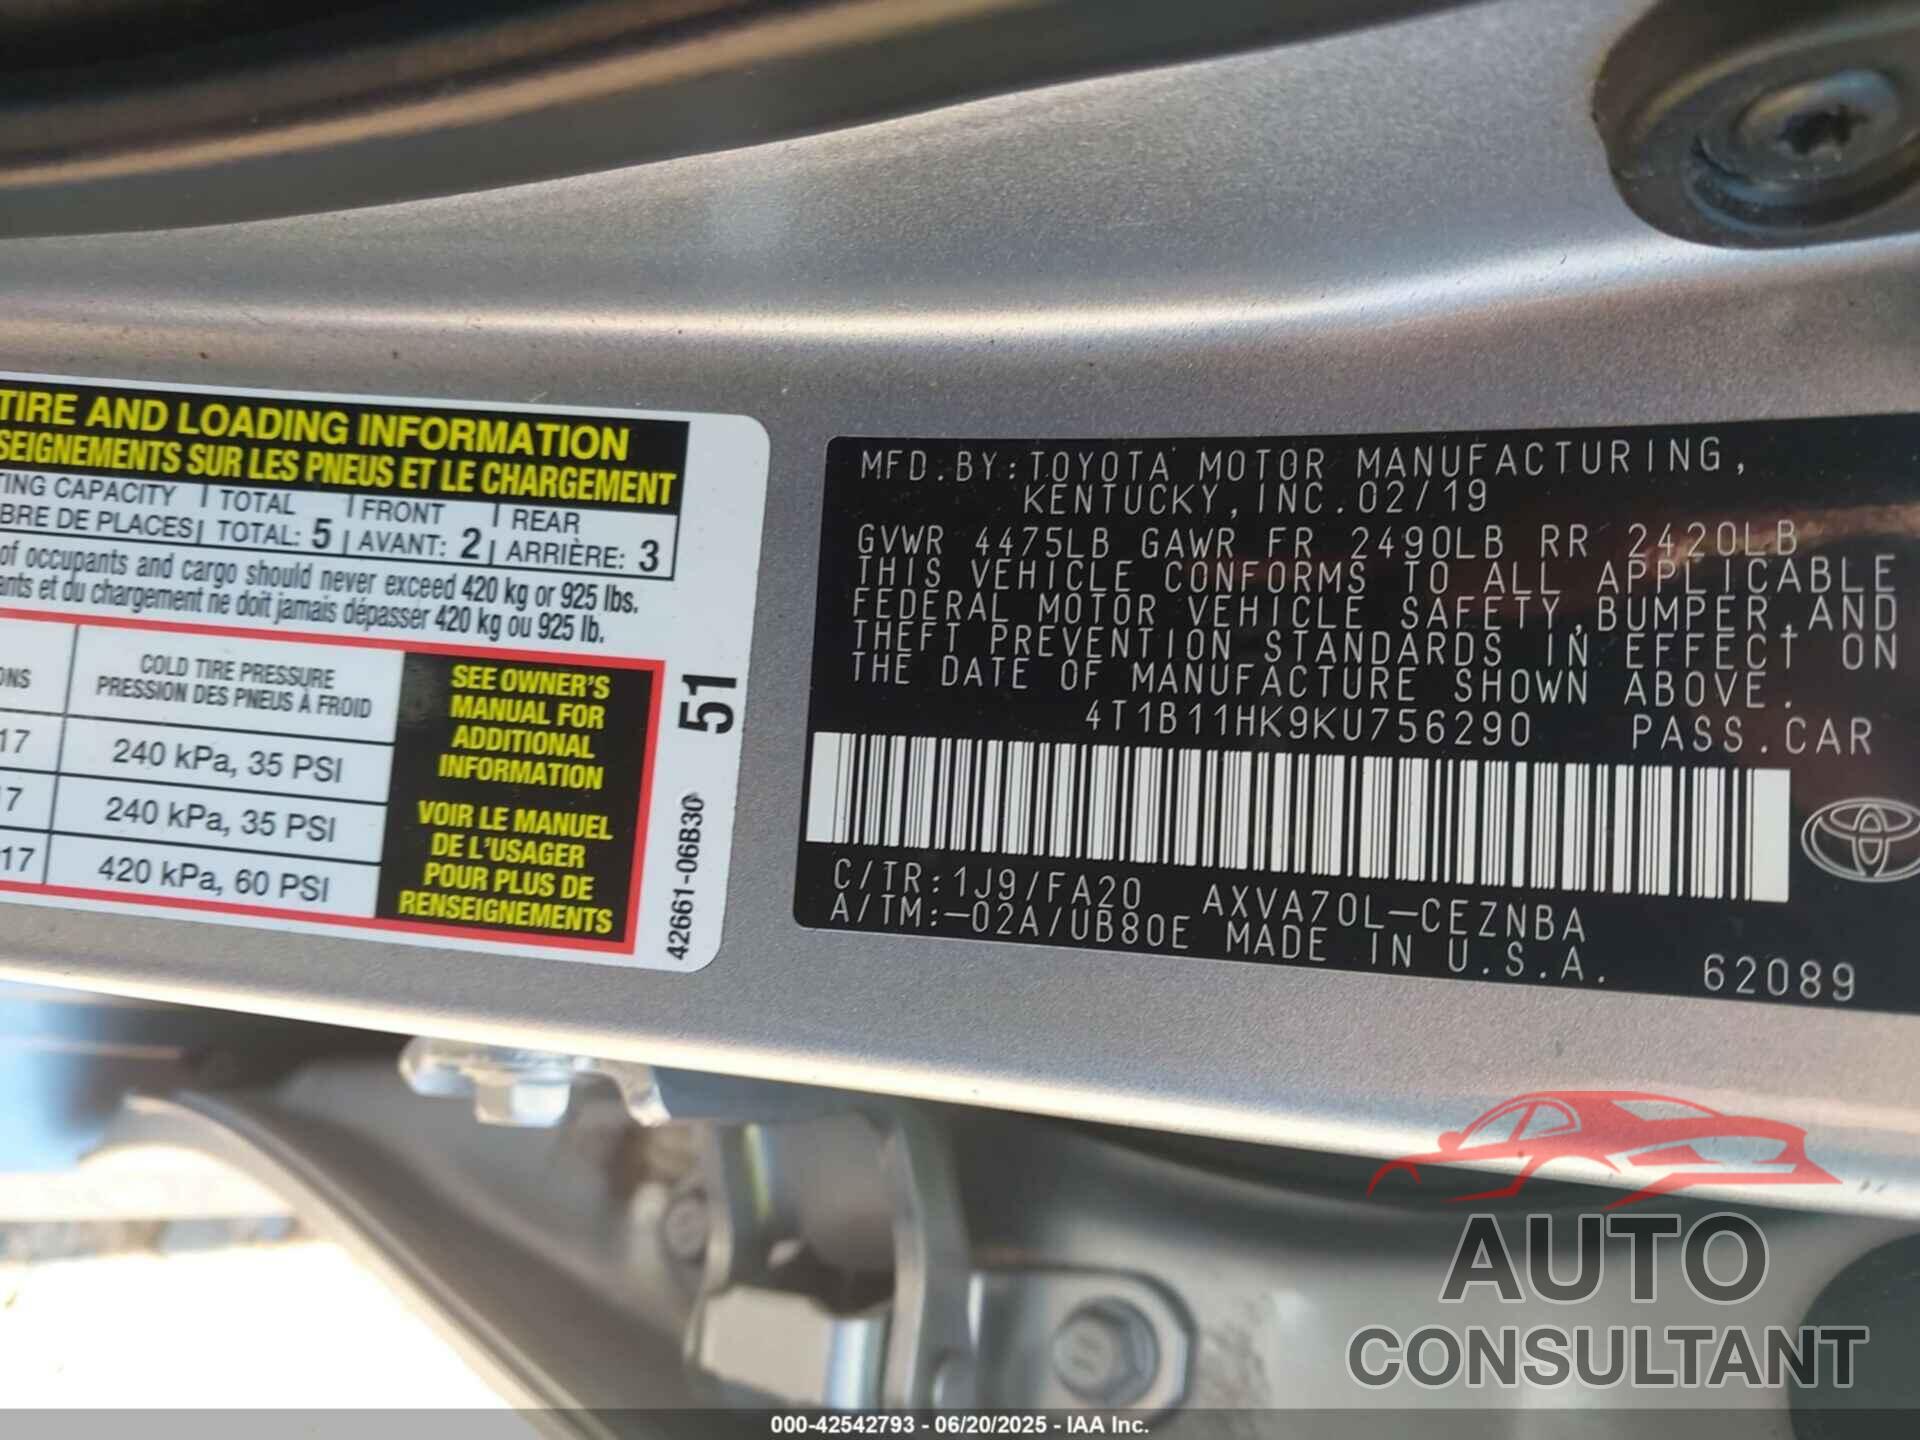 TIRE AND LOADING INFORMATION
SEIGNEMENTS SUR LES PNEUS ET LE CHARGEMENT
TING CAPACITY TOTAL FRONT REAR
BRE DE PLACES TOTAL: 5 AVANT: 2 ARRIÈRE: 3
of occupants and cargo should never exceed 420 kg or 925 lbs.
ants et du chargement ne doit jamais dépasser 420 kg ou 925 lb.
ONS
COLD TIRE PRESSURE
PRESSION DES PNEUS À FROID
17 240 kPa, 35 PSI
17 240 kPa, 35 PSI
17 420 kPa, 60 PSI
SEE OWNER'S
MANUAL FOR
ADDITIONAL
INFORMATION
VOIR LE MANUEL
DE L'USAGER
POUR PLUS DE
RENSEIGNEMENTS
51
42661-06B30
MFD.BY:TOYOTA MOTOR MANUFACTURING,
KENTUCKY,INC.02/19
GVWR 4475LB GAWR FR 2490LB RR 2420LB
THIS VEHICLE CONFORMS TO ALL APPLICABLE
FEDERAL MOTOR VEHICLE SAFETY,BUMPER,AND
THEFT PREVENTION STANDARDS IN EFFECT ON
THE DATE OF MANUFACTURE SHOWN ABOVE.
4T1B11HK9KU756290 PASS.CAR
C/TR:1J9/FA20 AXVA70L-CEZNBA
A/TM:-02A/UB80E MADE IN U.S.A.
62089
AUTO
CONSULTANT
000-42542793 - 06/20/2025 - IAA Inc.